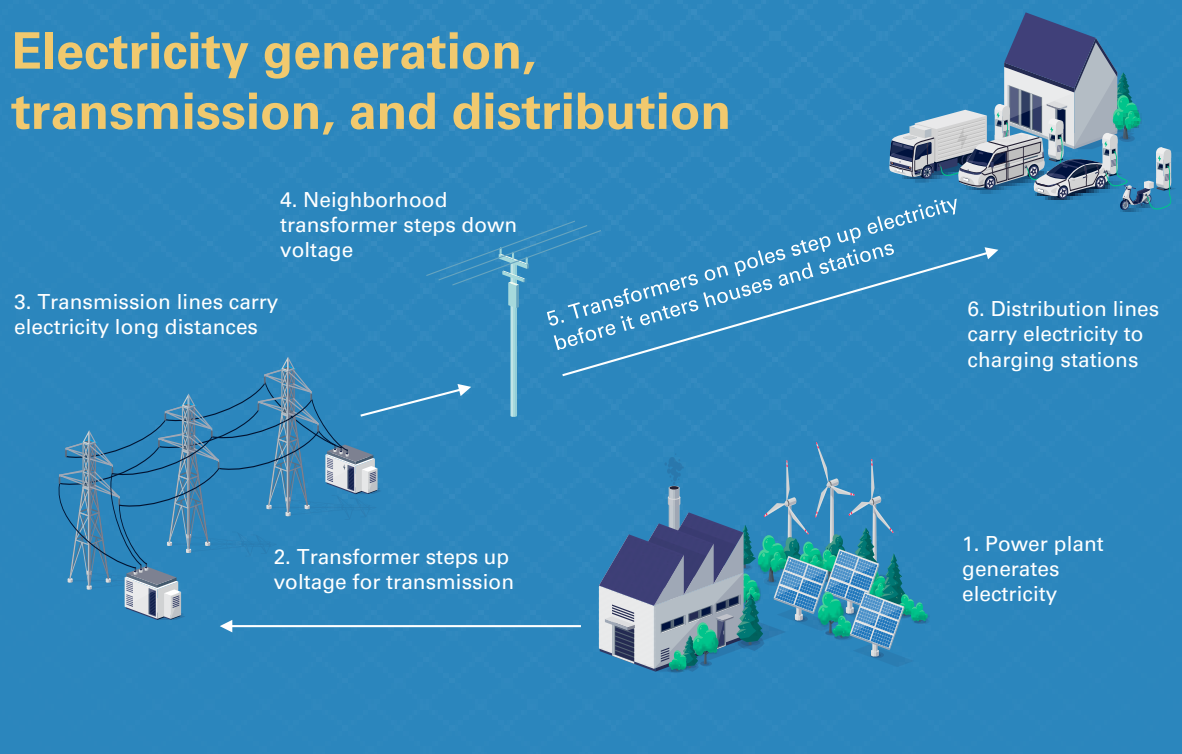 Electricity generation,
transmission, and distribution
4. Neighborhood
transformer steps down
voltage
5. Transformers on poles step up electricity
before it enters houses and stations
3. Transmission lines carry
electricity long distances
6. Distribution lines
carry electricity to
charging stations
2. Transformer steps up
voltage for transmission
1. Power plant
generates
electricity